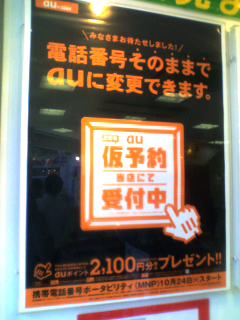 au
＼みなさまお待たせしました！／
電話番号そのままで
auに変更できます。
au
仮予約
当店にて
受付中
auポイント 2,100円分をプレゼント!!
携帯電話番号ポータビリティ(MNP)10月24日スタート